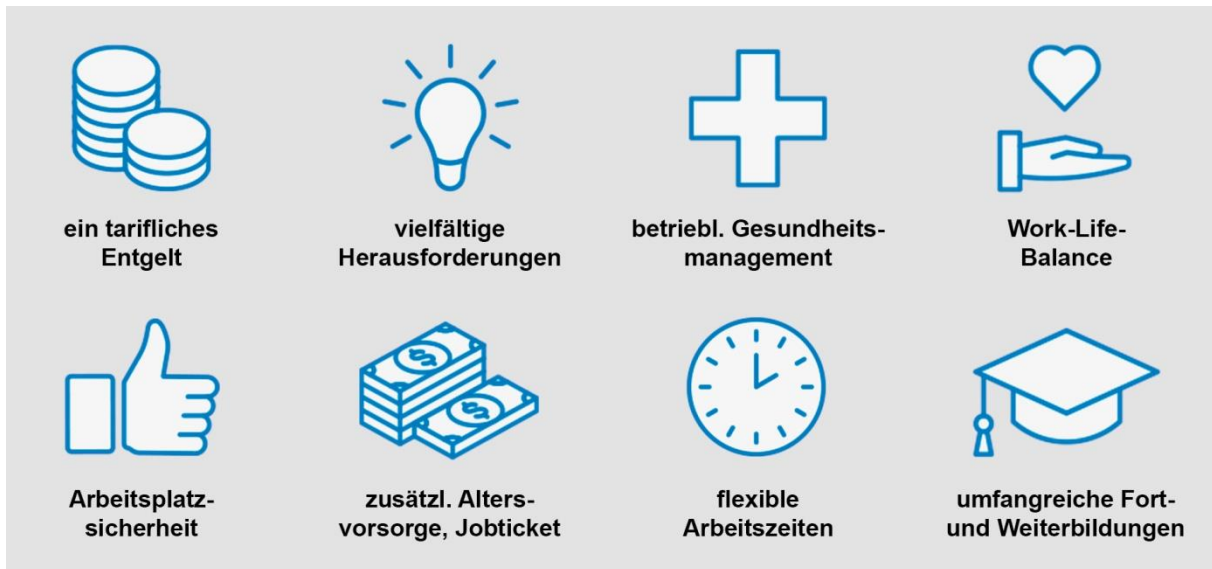 ein tarifliches
Entgelt
vielfältige
Herausforderungen
betriebl. Gesundheits-
management
Work-Life-
Balance
Arbeitsplatz-
sicherheit
zusätzl. Alters-
vorsorge, Jobticket
flexible
Arbeitszeiten
umfangreiche Fort-
und Weiterbildungen